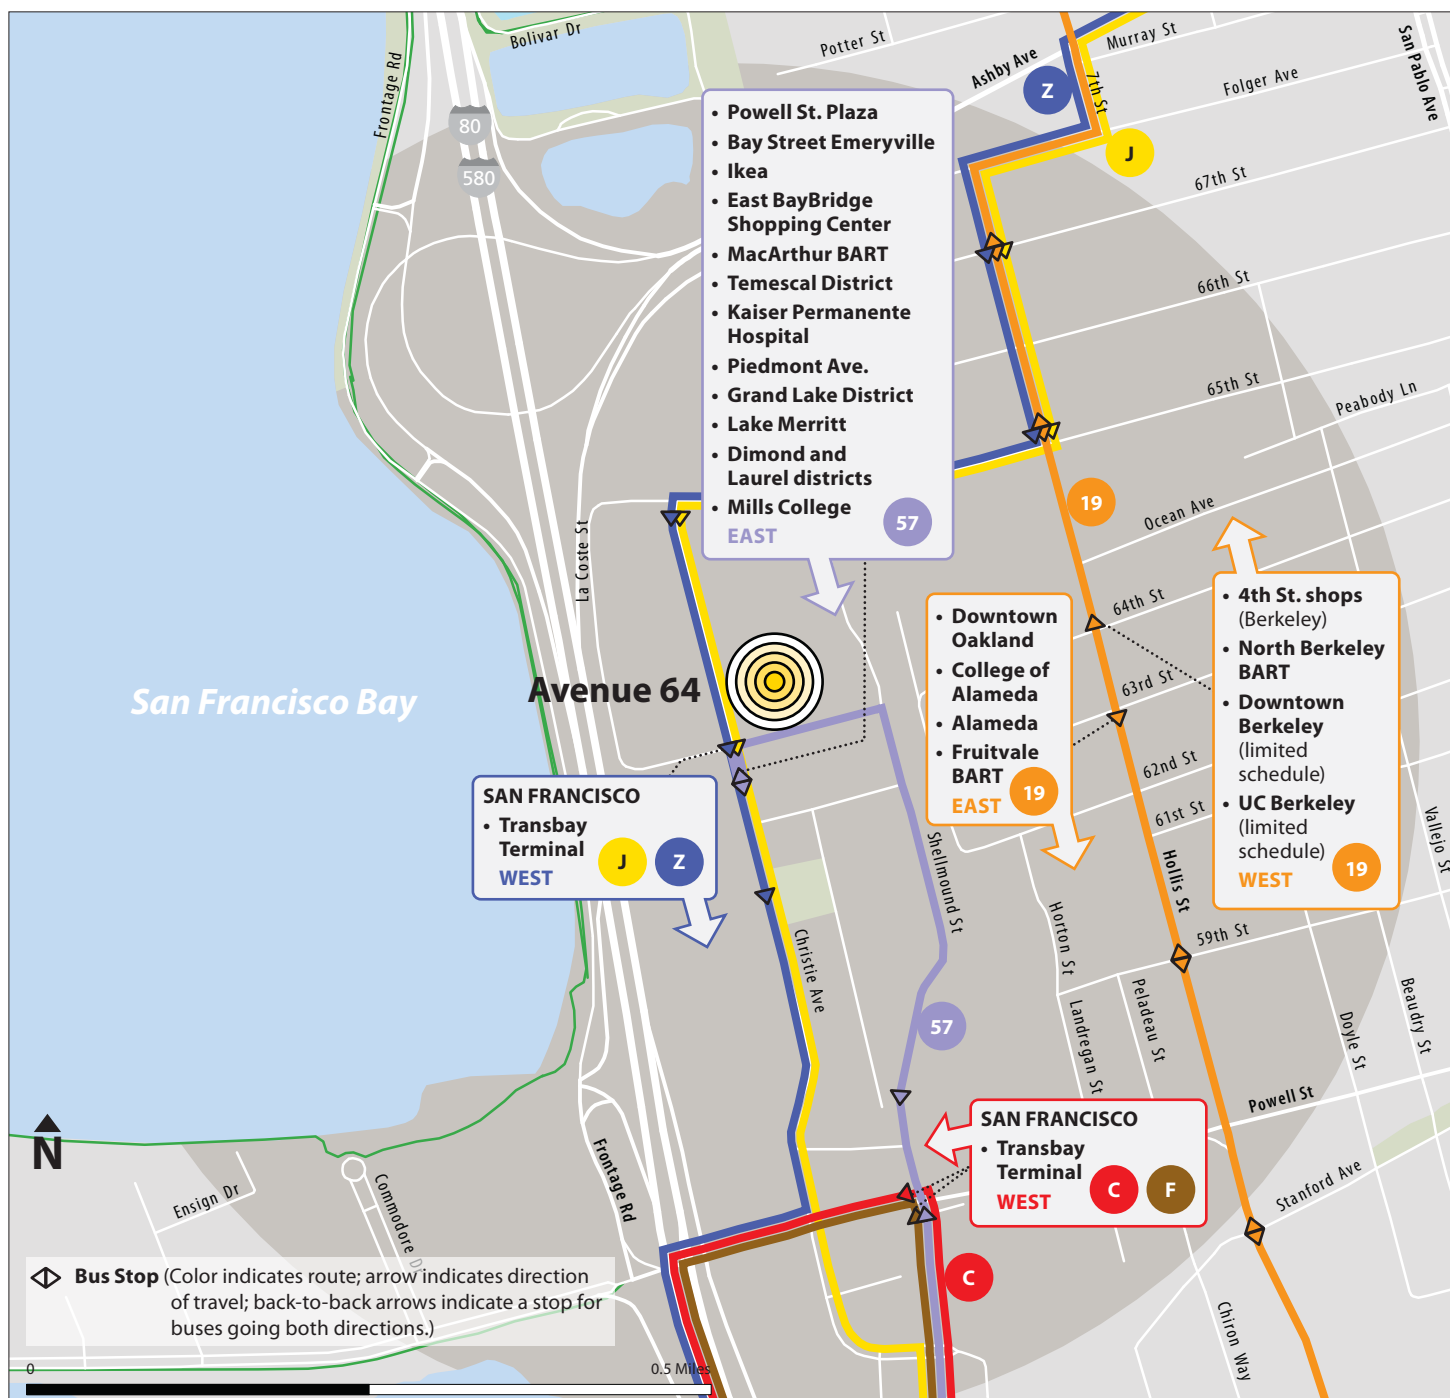 Bolivar Dr
Potter St
Murray St
San Pablo Ave
Ashby Ave
7th St
Folger Ave
Frontage Rd
80
580
Z
J
67th St
66th St
65th St
Peabody Ln
• Powell St. Plaza
• Bay Street Emeryville
• Ikea
• East BayBridge
Shopping Center
• MacArthur BART
• Temescal District
• Kaiser Permanente
Hospital
• Piedmont Ave.
• Grand Lake District
• Lake Merritt
• Dimond and
Laurel districts
• Mills College
EAST
57
19
Ocean Ave
La Coste St
64th St
63rd St
62nd St
61st St
• Downtown
Oakland
• College of
Alameda
• Alameda
• Fruitvale
BART
EAST
19
• 4th St. shops
(Berkeley)
• North Berkeley
BART
• Downtown
Berkeley
(limited
schedule)
• UC Berkeley
(limited
schedule)
WEST
19
San Francisco Bay
Avenue 64
SAN FRANCISCO
• Transbay
Terminal
WEST
J
Z
Shellmound St
Hollis St
Vallejo St
59th St
Horton St
Christie Ave
Peladeau St
Landregan St
Doyle St
Beaudry St
57
Powell St
SAN FRANCISCO
• Transbay
Terminal
WEST
C
F
Stanford Ave
N
Ensign Dr
Commodore Dr
Frontage Rd
C
Chiron Way
Bus Stop (Color indicates route; arrow indicates direction
of travel; back-to-back arrows indicate a stop for
buses going both directions.)
0
0.5 Miles